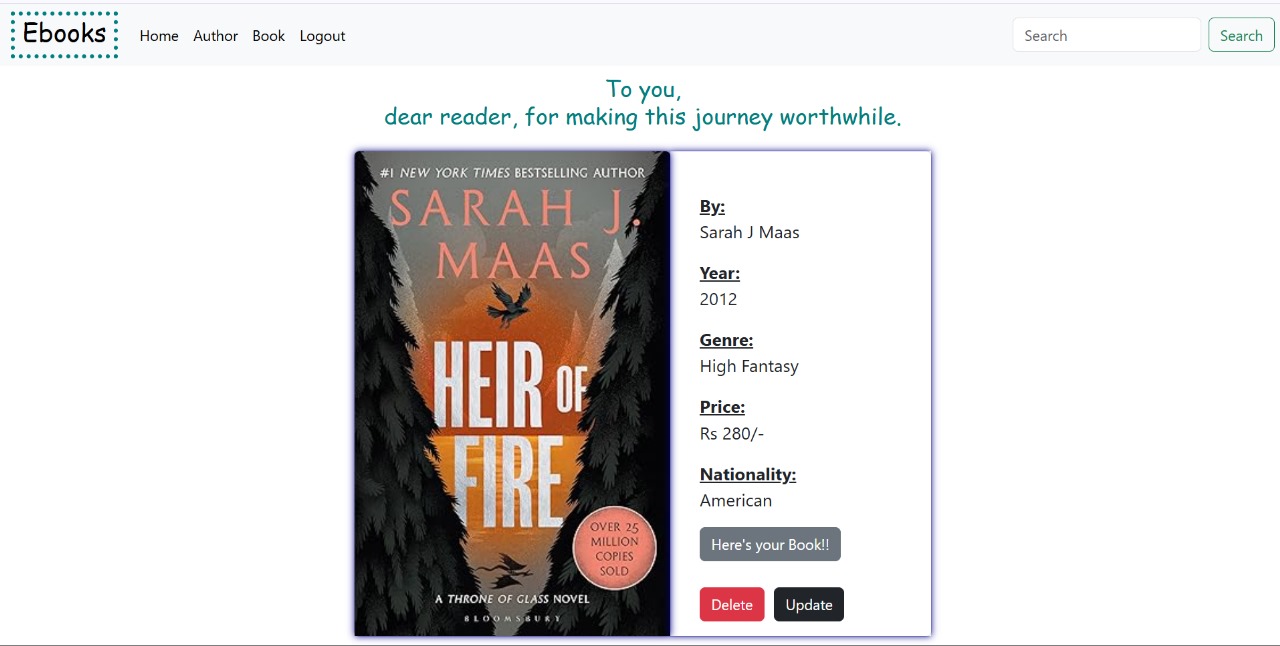 Ebooks
Home Author Book Logout
Search
Search
To you,
dear reader, for making this journey worthwhile.
#1 NEW YORK TIMES BESTSELLING AUTHOR
SARAH J.
MAAS
HEIR OF
FIRE
OVER 25
MILLION
COPIES
SOLD
A THRONE OF GLASS NOVEL
BLOOMSBURY
By:
Sarah J Maas
Year:
2012
Genre:
High Fantasy
Price:
Rs 280/-
Nationality:
American
Here's your Book!!
Delete Update